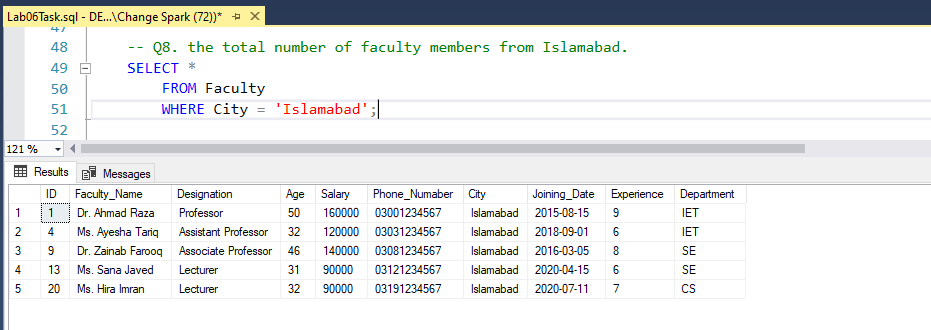 Lab06Task.sql - DE...\Change Spark (72))*
47
48 -- Q8. the total number of faculty members from Islamabad.
49 SELECT *
50 FROM Faculty
51 WHERE City = 'Islamabad';
52
121 %
Results Messages
ID Faculty_Name Designation Age Salary Phone_Numaber City Joining_Date Experience Department
1 1 Dr. Ahmad Raza Professor 50 160000 03001234567 Islamabad 2015-08-15 9 IET
2 4 Ms. Ayesha Tariq Assistant Professor 32 120000 03031234567 Islamabad 2018-09-01 6 IET
3 9 Dr. Zainab Farooq Associate Professor 46 140000 03081234567 Islamabad 2016-03-05 8 SE
4 13 Ms. Sana Javed Lecturer 31 90000 03121234567 Islamabad 2020-04-15 6 SE
5 20 Ms. Hira Imran Lecturer 32 90000 03191234567 Islamabad 2020-07-11 7 CS